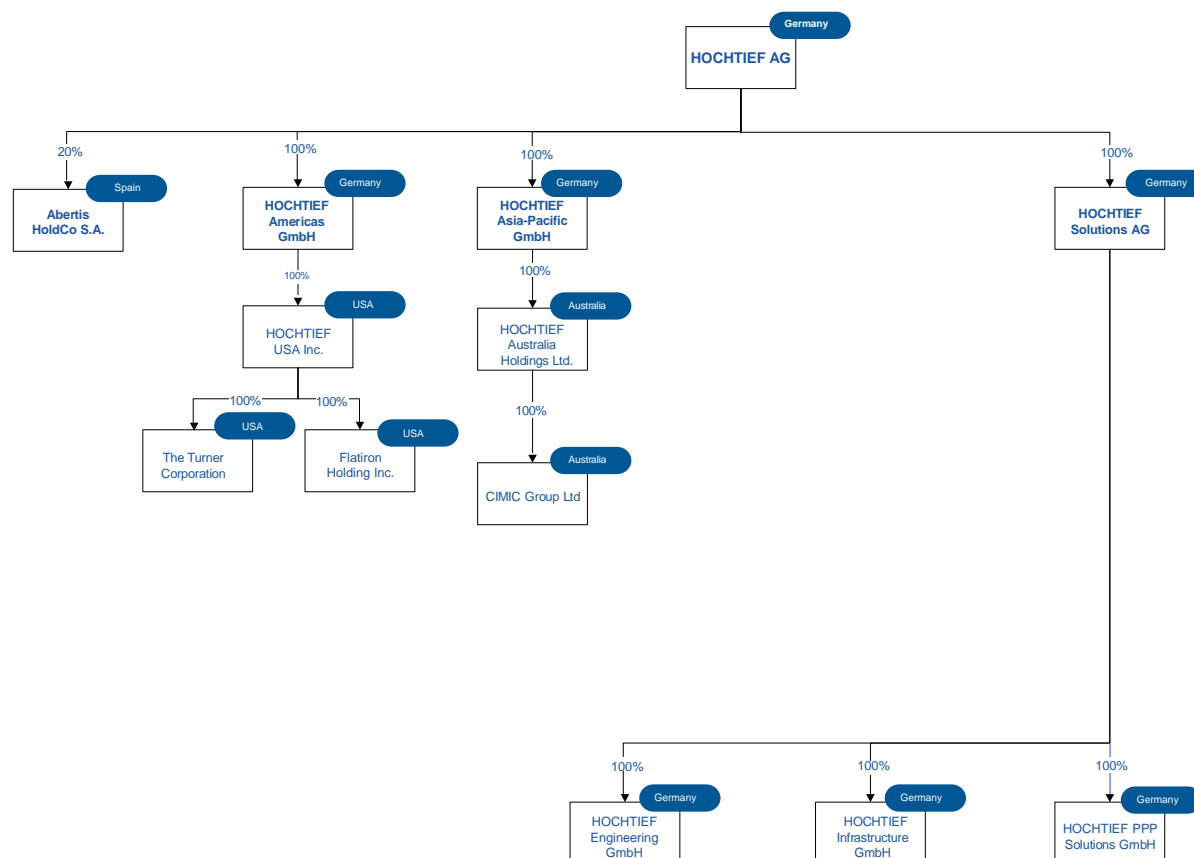 Germany
HOCHTIEF AG
20%
100%
100%
100%
Spain
Germany
Germany
Germany
Abertis
HoldCo S.A.
HOCHTIEF
Americas
GmbH
HOCHTIEF
Asia-Pacific
GmbH
HOCHTIEF
Solutions AG
100%
100%
USA
Australia
HOCHTIEF
USA Inc.
HOCHTIEF
Australia
Holdings Ltd.
100%
100%
100%
USA
USA
Australia
The Turner
Corporation
Flatiron
Holding Inc.
CIMIC Group Ltd
100%
100%
100%
Germany
Germany
Germany
HOCHTIEF
Engineering
GmbH
HOCHTIEF
Infrastructure
GmbH
HOCHTIEF PPP
Solutions GmbH